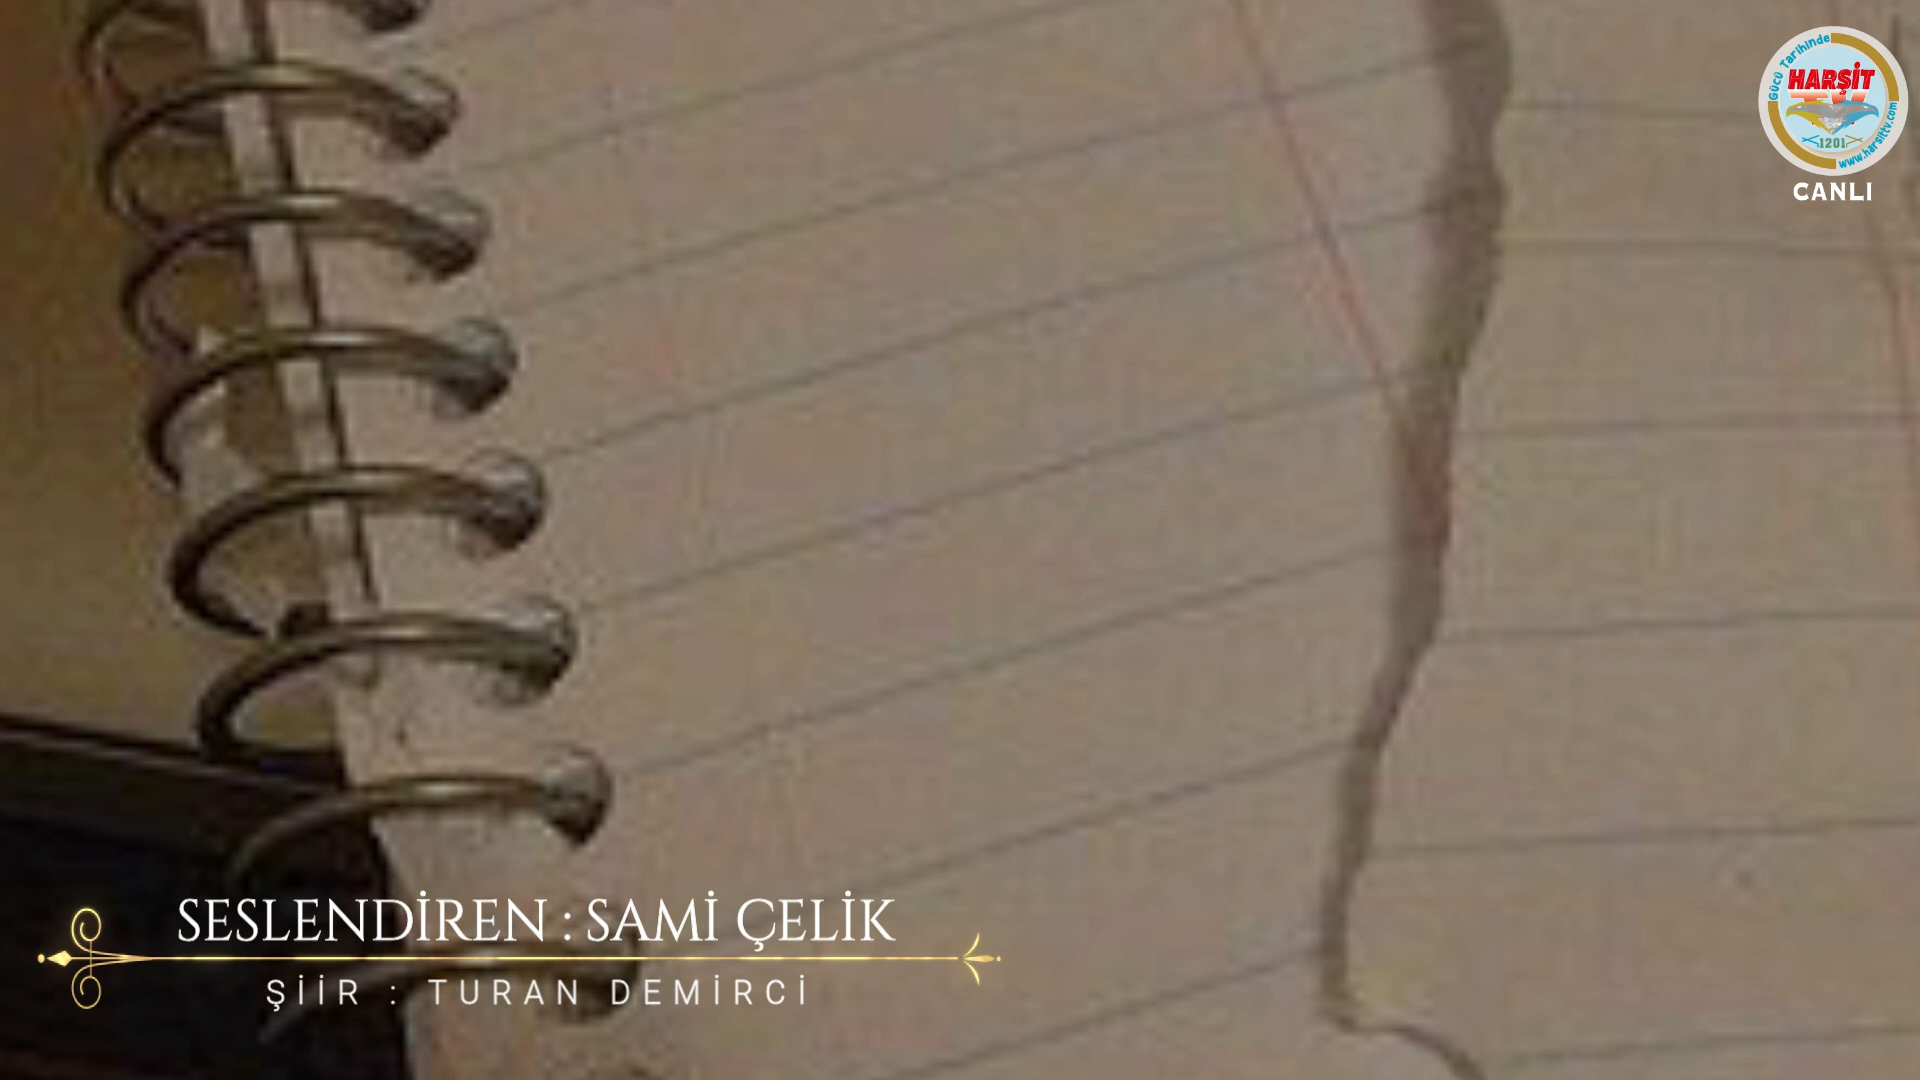 Gücü Tarihinde
HARŞİT
1201
www.harsittv.com
CANLI
SESLENDİREN : SAMİ ÇELİK
ŞİİR : TURAN DEMİRCİ